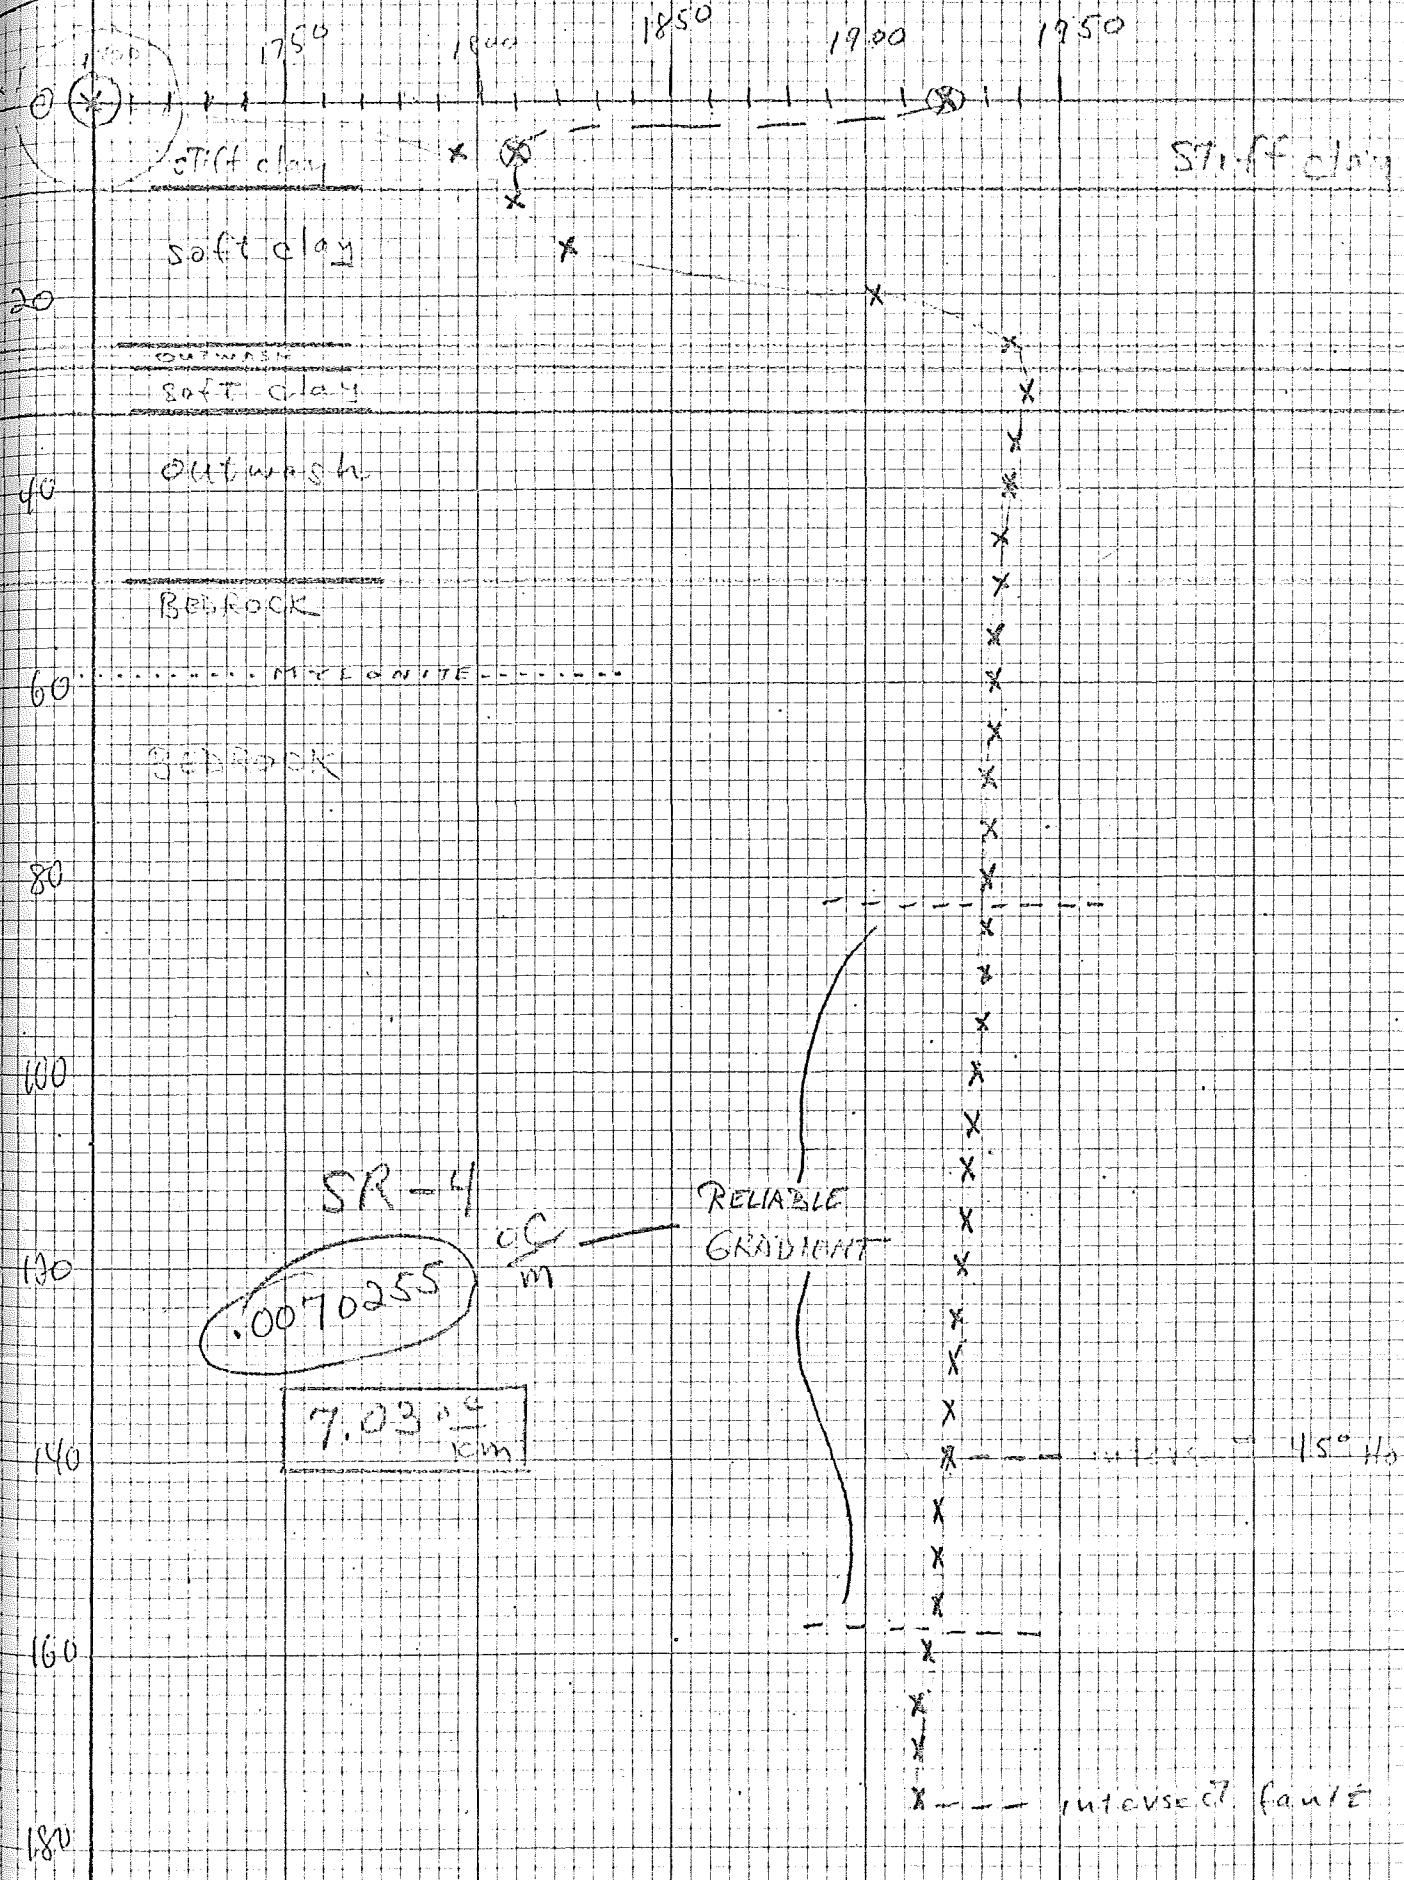 1700 1750 1800 1850 1900 1950
0
stiff clay
Stiff clay
soft clay
20
OUTWASH
soft clay
outwash
40
BEDROCK
MYLONITE
60
BEDROCK
80
100
SR-4
RELIABLE
GRADIENT
°C/m
120
.0070255
7.03 °C/km
140
45° Ho
160
intersect fault
180